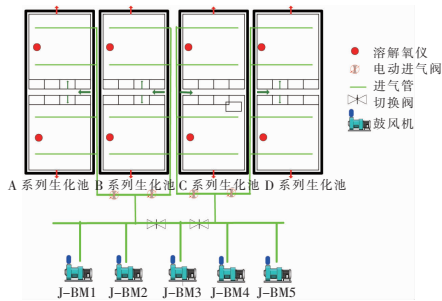 溶解氧仪
电动进气阀
进气管
切换阀
鼓风机
A 系列生化池 B 系列生化池 C 系列生化池 D 系列生化池
J-BM1 J-BM2 J-BM3 J-BM4 J-BM5